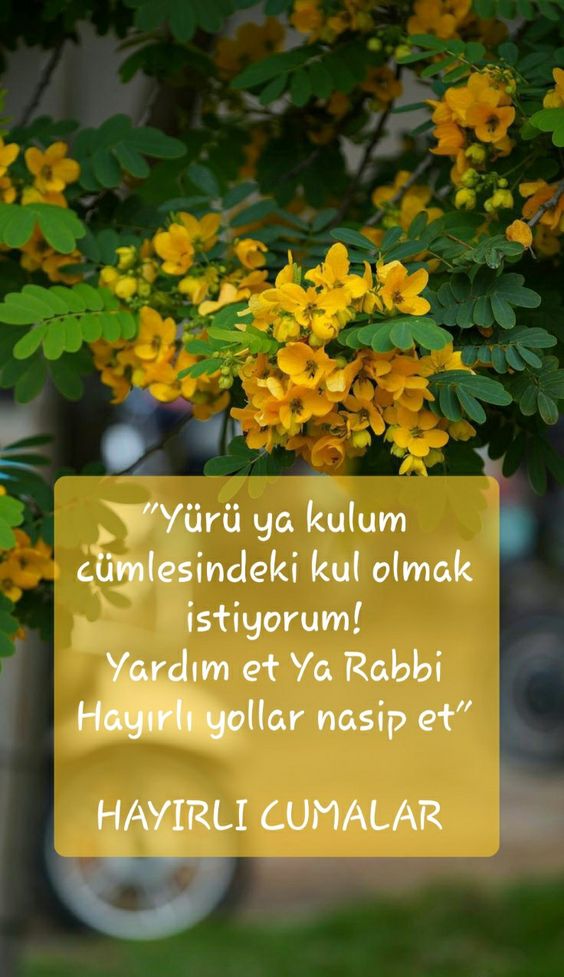 "Yürü ya kulum
cümlesindeki kul olmak
istiyorum!
Yardım et Ya Rabbi
Hayırlı yollar nasip et"
HAYIRLI CUMALAR